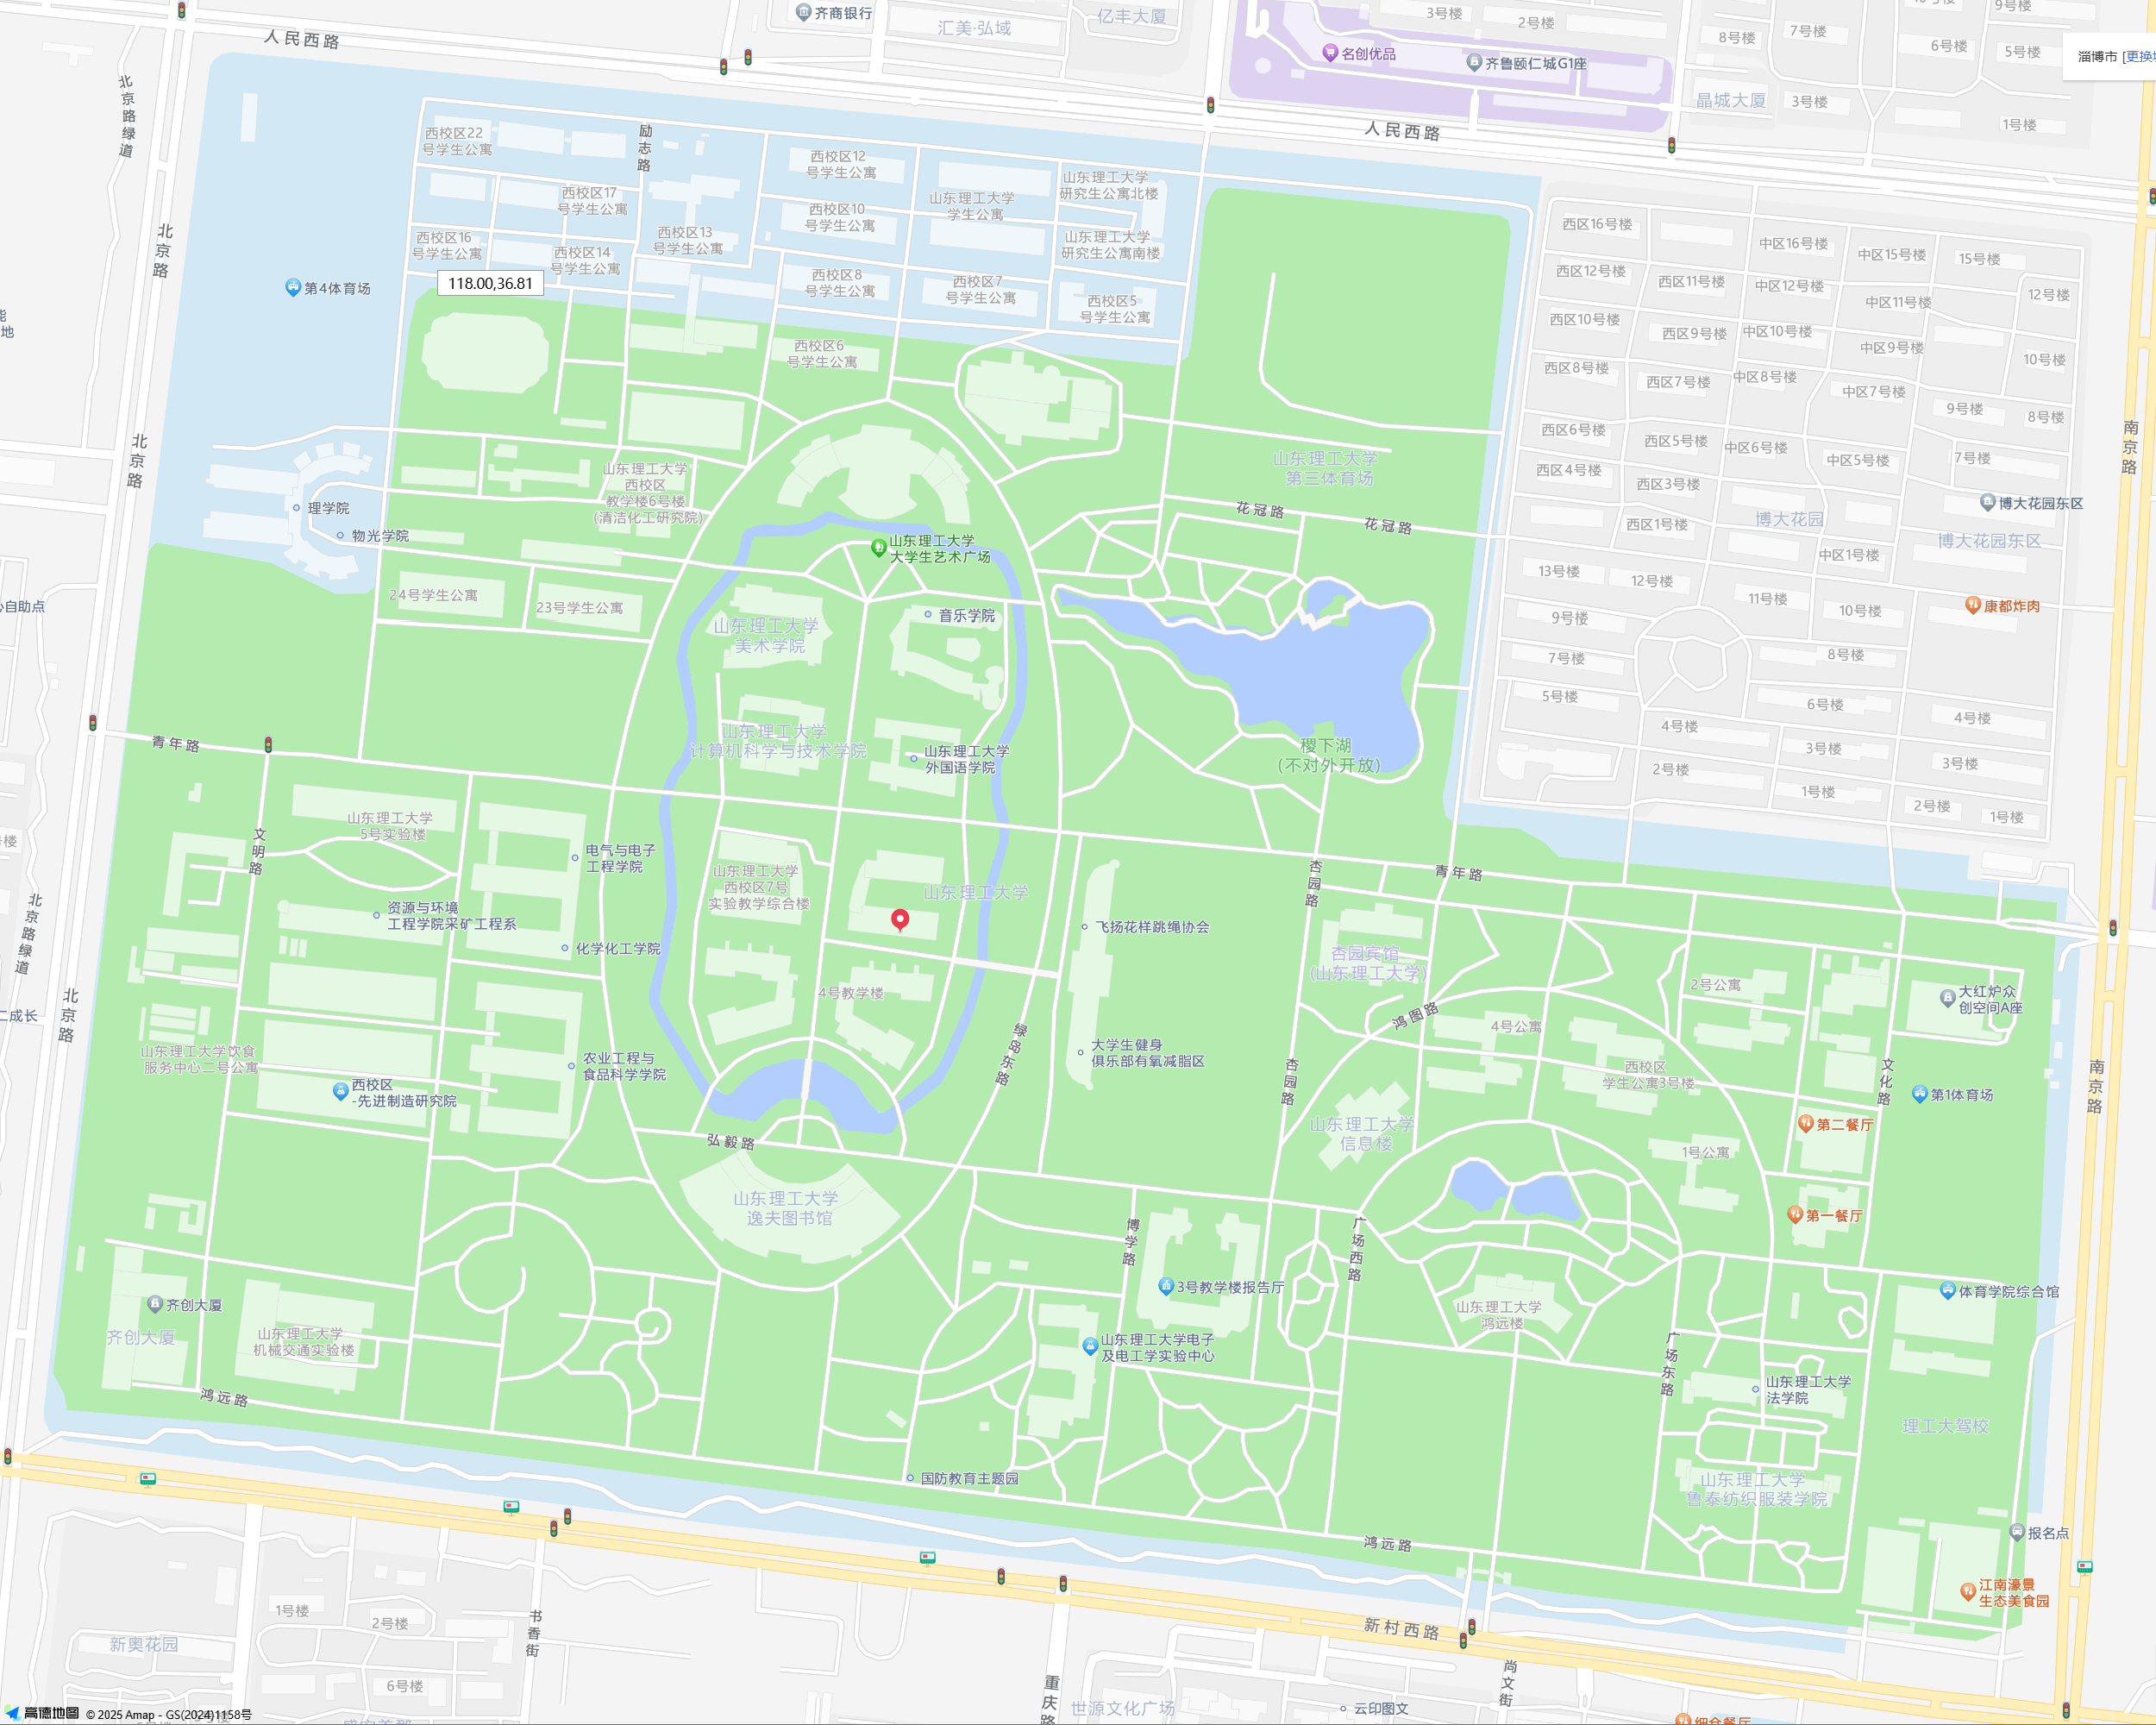 齐商银行
汇美·弘域
亿丰大厦
3号楼
2号楼
9号楼
人民西路
名创优品
齐鲁颐仁城G1座
8号楼
7号楼
6号楼
5号楼
淄博市 [更换
晶城大厦
3号楼
1号楼
人民西路
北京路绿道
西校区22
号学生公寓
励志路
西校区12
号学生公寓
西校区17
号学生公寓
山东理工大学
学生公寓
山东理工大学
研究生公寓北楼
西校区10
号学生公寓
西校区13
号学生公寓
西校区16
号学生公寓
西校区14
号学生公寓
山东理工大学
研究生公寓南楼
北京路
第4体育场
118.00,36.81
西校区8
号学生公寓
西校区7
号学生公寓
西校区5
号学生公寓
西校区6
号学生公寓
西区16号楼
中区16号楼
中区15号楼
15号楼
西区12号楼
西区11号楼
中区12号楼
中区11号楼
12号楼
西区10号楼
西区9号楼
中区10号楼
中区9号楼
10号楼
西区8号楼
西区7号楼
中区8号楼
中区7号楼
9号楼
8号楼
西区6号楼
西区5号楼
中区6号楼
中区5号楼
7号楼
西区4号楼
西区3号楼
西区1号楼
博大花园
博大花园东区
博大花园东区
中区1号楼
南京路
北京路
山东理工大学
西校区
教学楼6号楼
(清洁化工研究院)
山东理工大学
第三体育场
花冠路
花冠路
理学院
物光学院
山东理工大学
大学生艺术广场
24号学生公寓
23号学生公寓
音乐学院
山东理工大学
美术学院
13号楼
12号楼
11号楼
10号楼
康都炸肉
9号楼
8号楼
7号楼
5号楼
6号楼
4号楼
4号楼
3号楼
3号楼
2号楼
1号楼
2号楼
1号楼
心自助点
青年路
山东理工大学
计算机科学与技术学院
山东理工大学
外国语学院
稷下湖
(不对外开放)
文明路
山东理工大学
5号实验楼
电气与电子
工程学院
山东理工大学
西校区7号
实验教学综合楼
山东理工大学
杏园路
青年路
资源与环境
工程学院采矿工程系
化学化工学院
飞扬花样跳绳协会
杏园宾馆
(山东理工大学)
北京路绿道
北京路
4号教学楼
2号公寓
大红炉众
创空间A座
鸿图路
4号公寓
绿岛东路
大学生健身
俱乐部有氧减脂区
山东理工大学饮食
服务中心二号公寓
农业工程与
食品科学学院
西校区
-先进制造研究院
杏园路
西校区
学生公寓3号楼
文化路
第1体育场
南京路
第二餐厅
山东理工大学
信息楼
弘毅路
1号公寓
山东理工大学
逸夫图书馆
博学路
广场西路
第一餐厅
3号教学楼报告厅
体育学院综合馆
齐创大厦
齐创大厦
山东理工大学
机械交通实验楼
山东理工大学
鸿远楼
山东理工大学电子
及电工学实验中心
广场东路
山东理工大学
法学院
鸿远路
理工大驾校
国防教育主题园
山东理工大学
鲁泰纺织服装学院
鸿远路
报名点
江南濠景
生态美食园
新村西路
1号楼
2号楼
新奥花园
书香街
6号楼
重庆路
世源文化广场
尚文街
云印图文
高德地图 © 2025 Amap - GS(2024)1158号